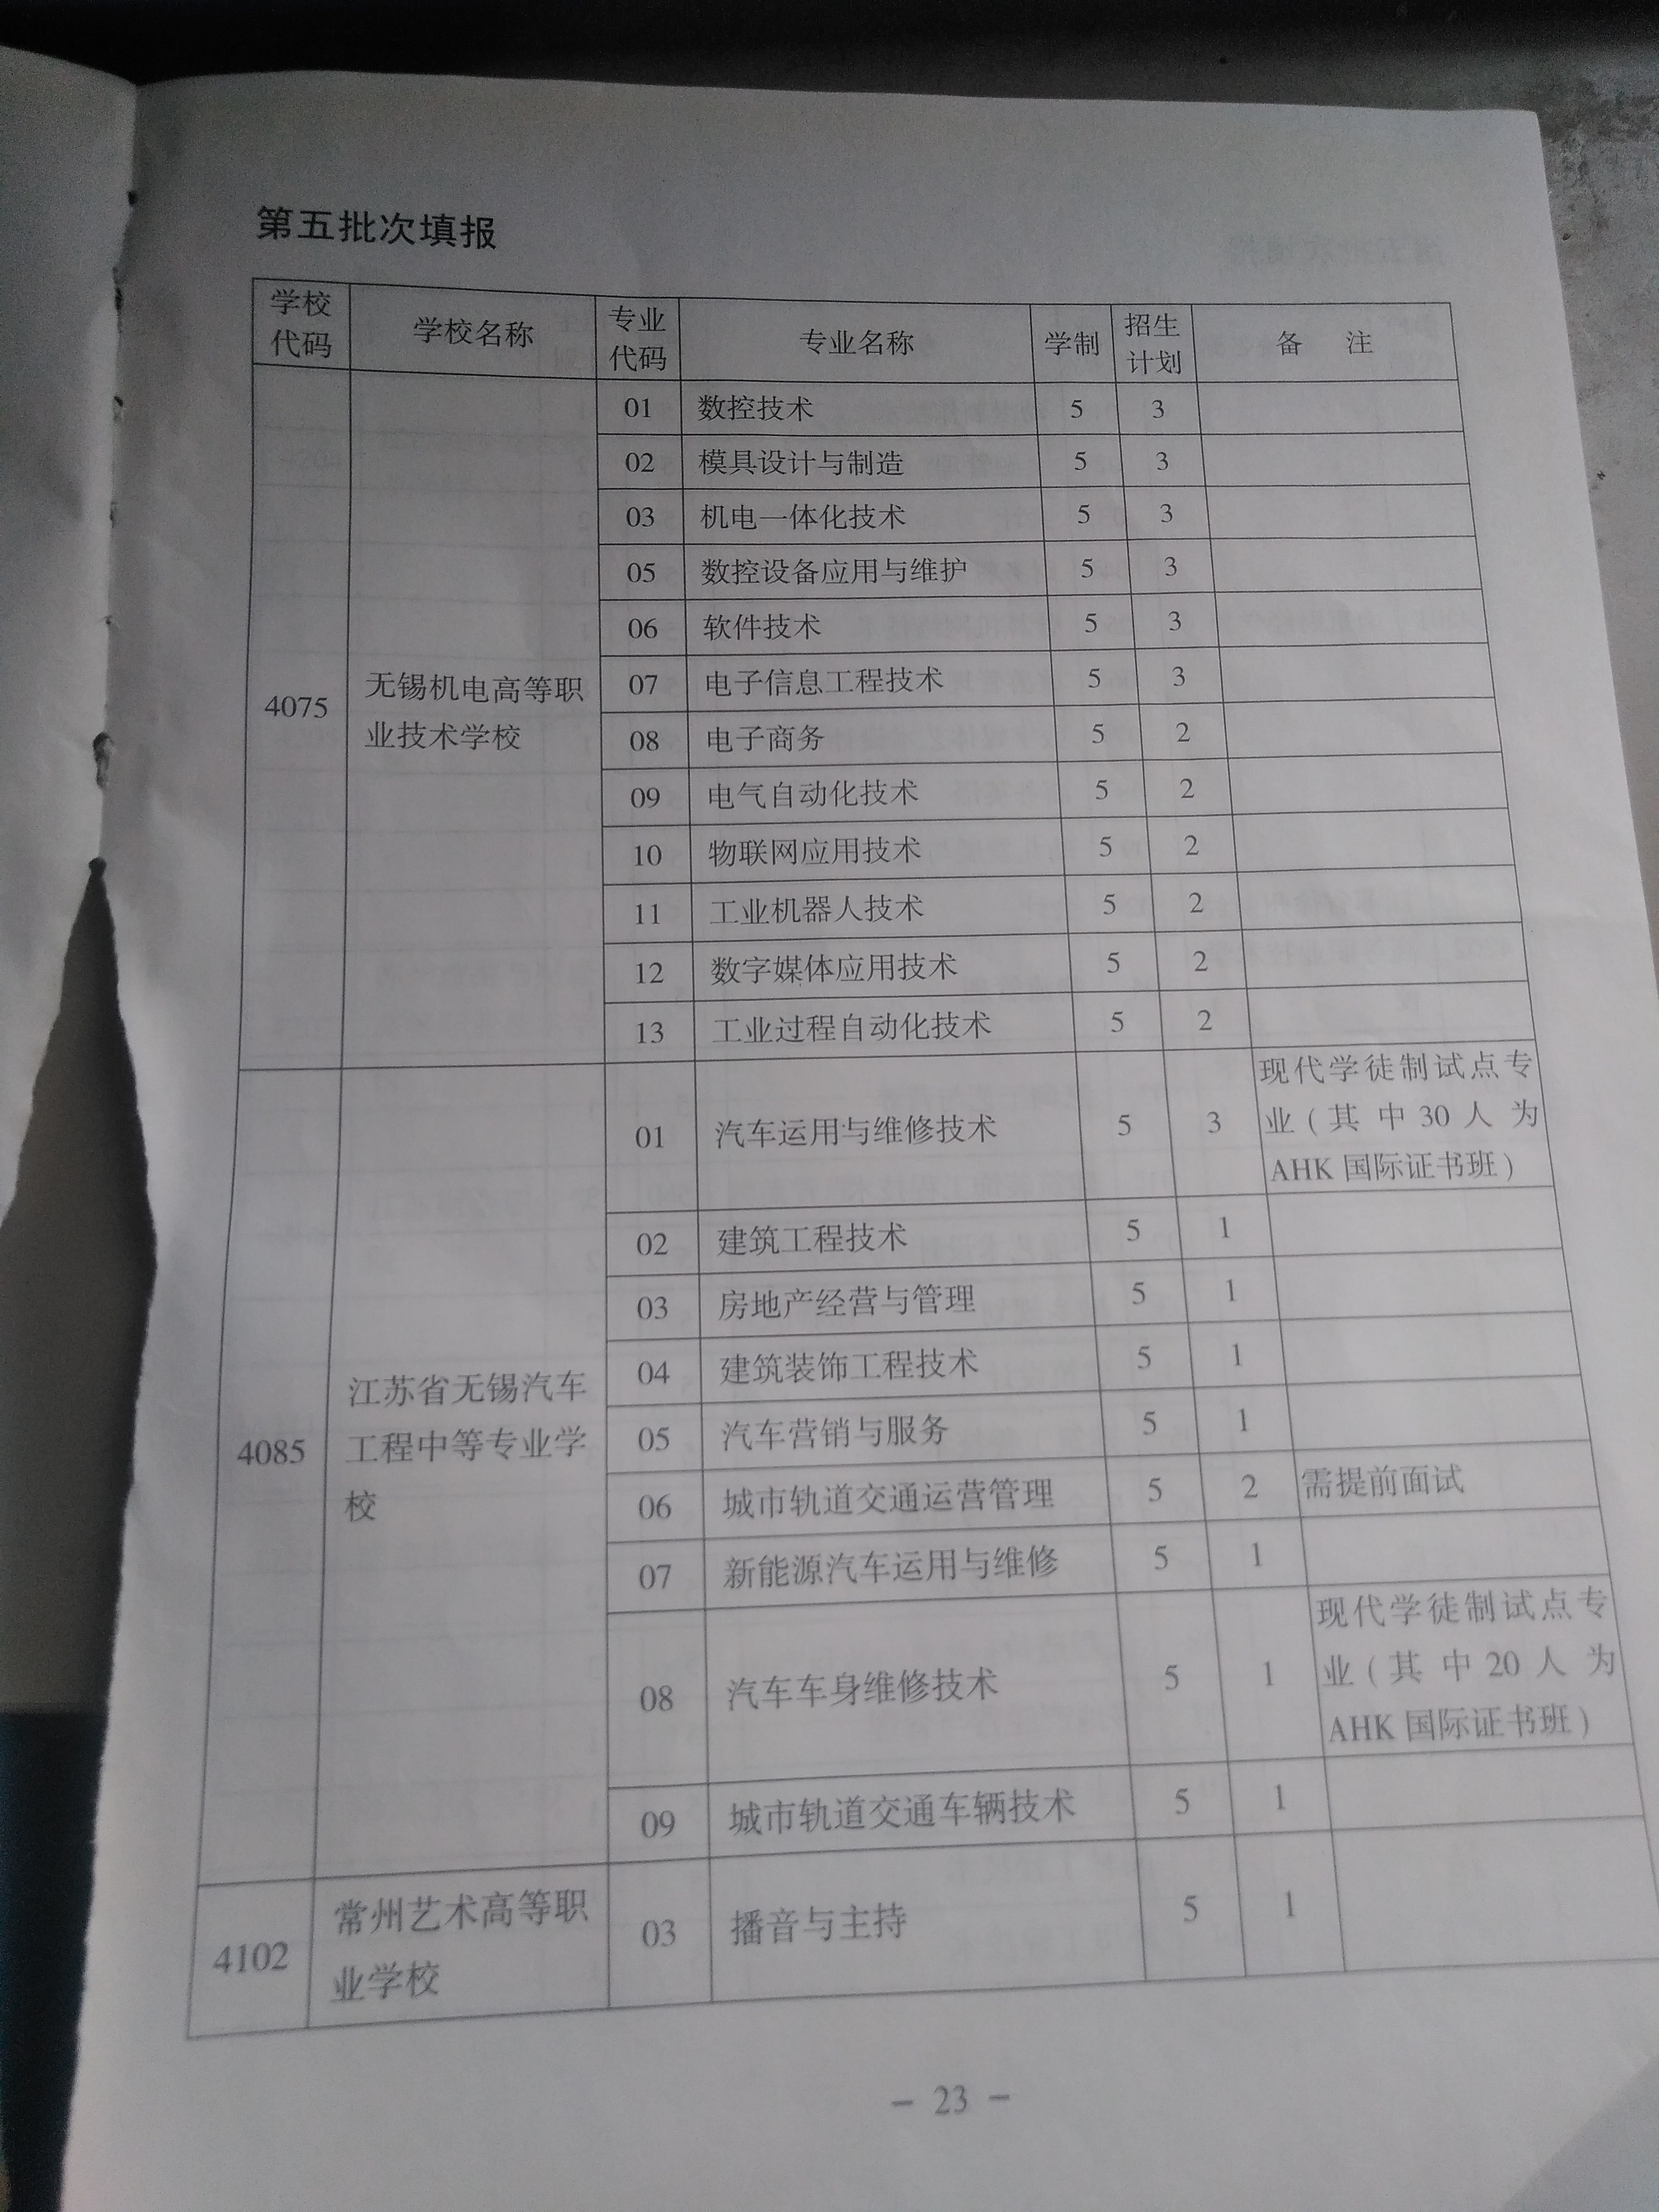 第五批次填报
学校代码 学校名称 专业代码 专业名称 学制 招生计划 备 注
4075 无锡机电高等职业技术学校
01 数控技术 5 3
02 模具设计与制造 5 3
03 机电一体化技术 5 3
05 数控设备应用与维护 5 3
06 软件技术 5 3
07 电子信息工程技术 5 3
08 电子商务 5 2
09 电气自动化技术 5 2
10 物联网应用技术 5 2
11 工业机器人技术 5 2
12 数字媒体应用技术 5 2
13 工业过程自动化技术 5 2
4085 江苏省无锡汽车工程中等专业学校
01 汽车运用与维修技术 5 3 现代学徒制试点专业(其中30人为AHK国际证书班)
02 建筑工程技术 5 1
03 房地产经营与管理 5 1
04 建筑装饰工程技术 5 1
05 汽车营销与服务 5 1
06 城市轨道交通运营管理 5 2 需提前面试
07 新能源汽车运用与维修 5 1
08 汽车车身维修技术 5 1 现代学徒制试点专业(其中20人为AHK国际证书班)
09 城市轨道交通车辆技术 5 1
4102 常州艺术高等职业学校
03 播音与主持 5 1
- 23 -